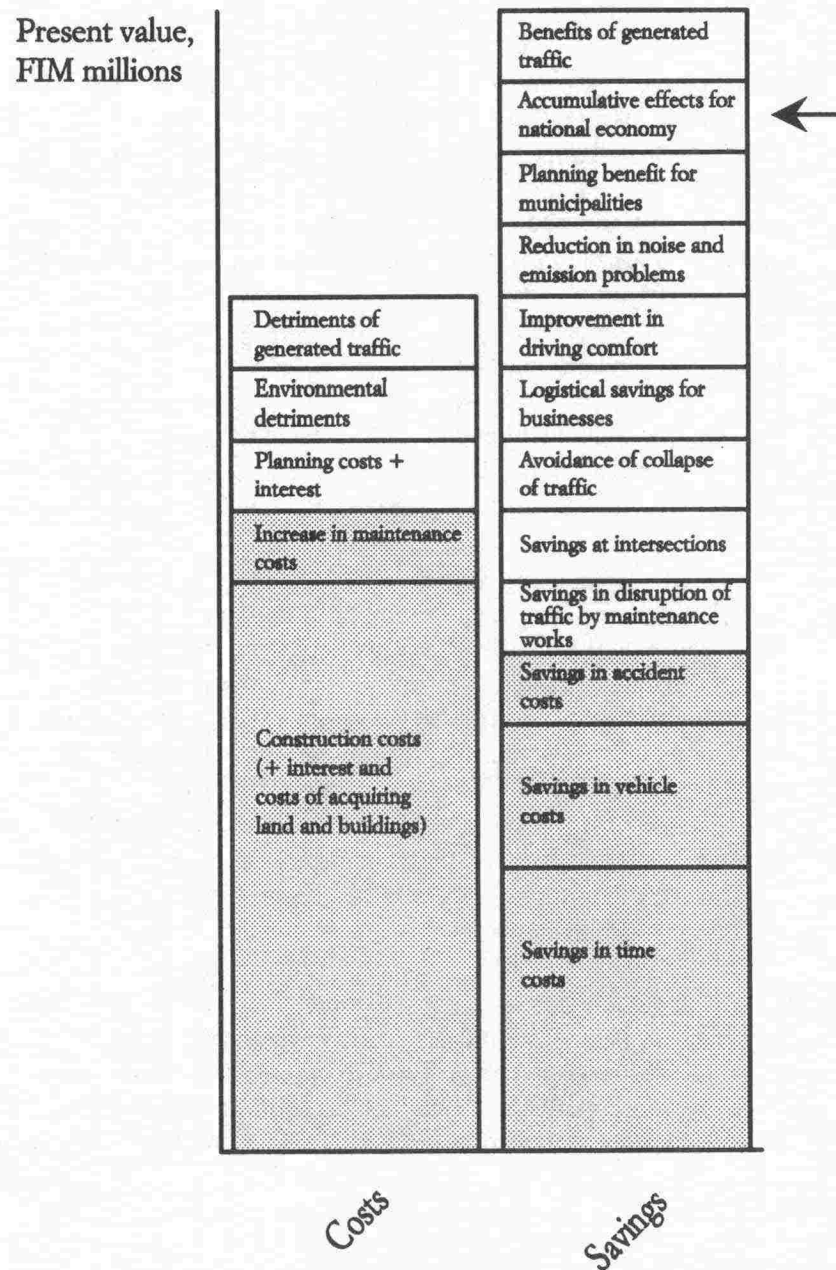 Present value,
FIM millions
Benefits of generated
traffic
Accumulative effects for
national economy
Planning benefit for
municipalities
Reduction in noise and
emission problems
Detriments of
generated traffic
Improvement in
driving comfort
Environmental
detriments
Logistical savings for
businesses
Planning costs +
interest
Avoidance of collapse
of traffic
Increase in maintenance
costs
Savings at intersections
Savings in disruption of
traffic by maintenance
works
Savings in accident
costs
Construction costs
(+ interest and
costs of acquiring
land and buildings)
Savings in vehicle
costs
Savings in time
costs
Costs
Savings